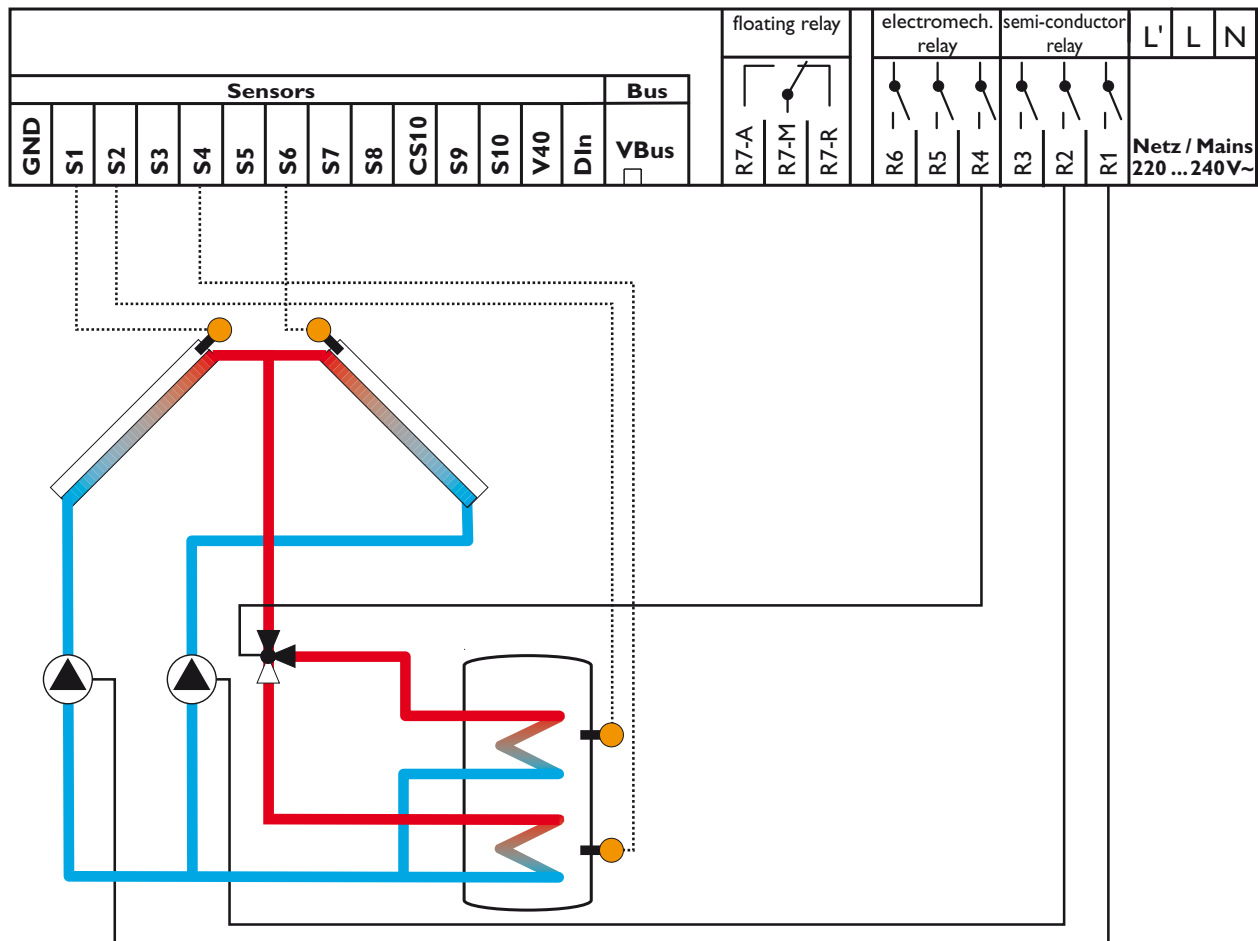 floating relay
electromech.
relay
semi-conductor
relay
L'
L
N
Sensors
Bus
GND
S1
S2
S3
S4
S5
S6
S7
S8
CS10
S9
S10
V40
DIn
VBus
R7-A
R7-M
R7-R
R6
R5
R4
R3
R2
R1
Netz / Mains
220 ... 240 V~